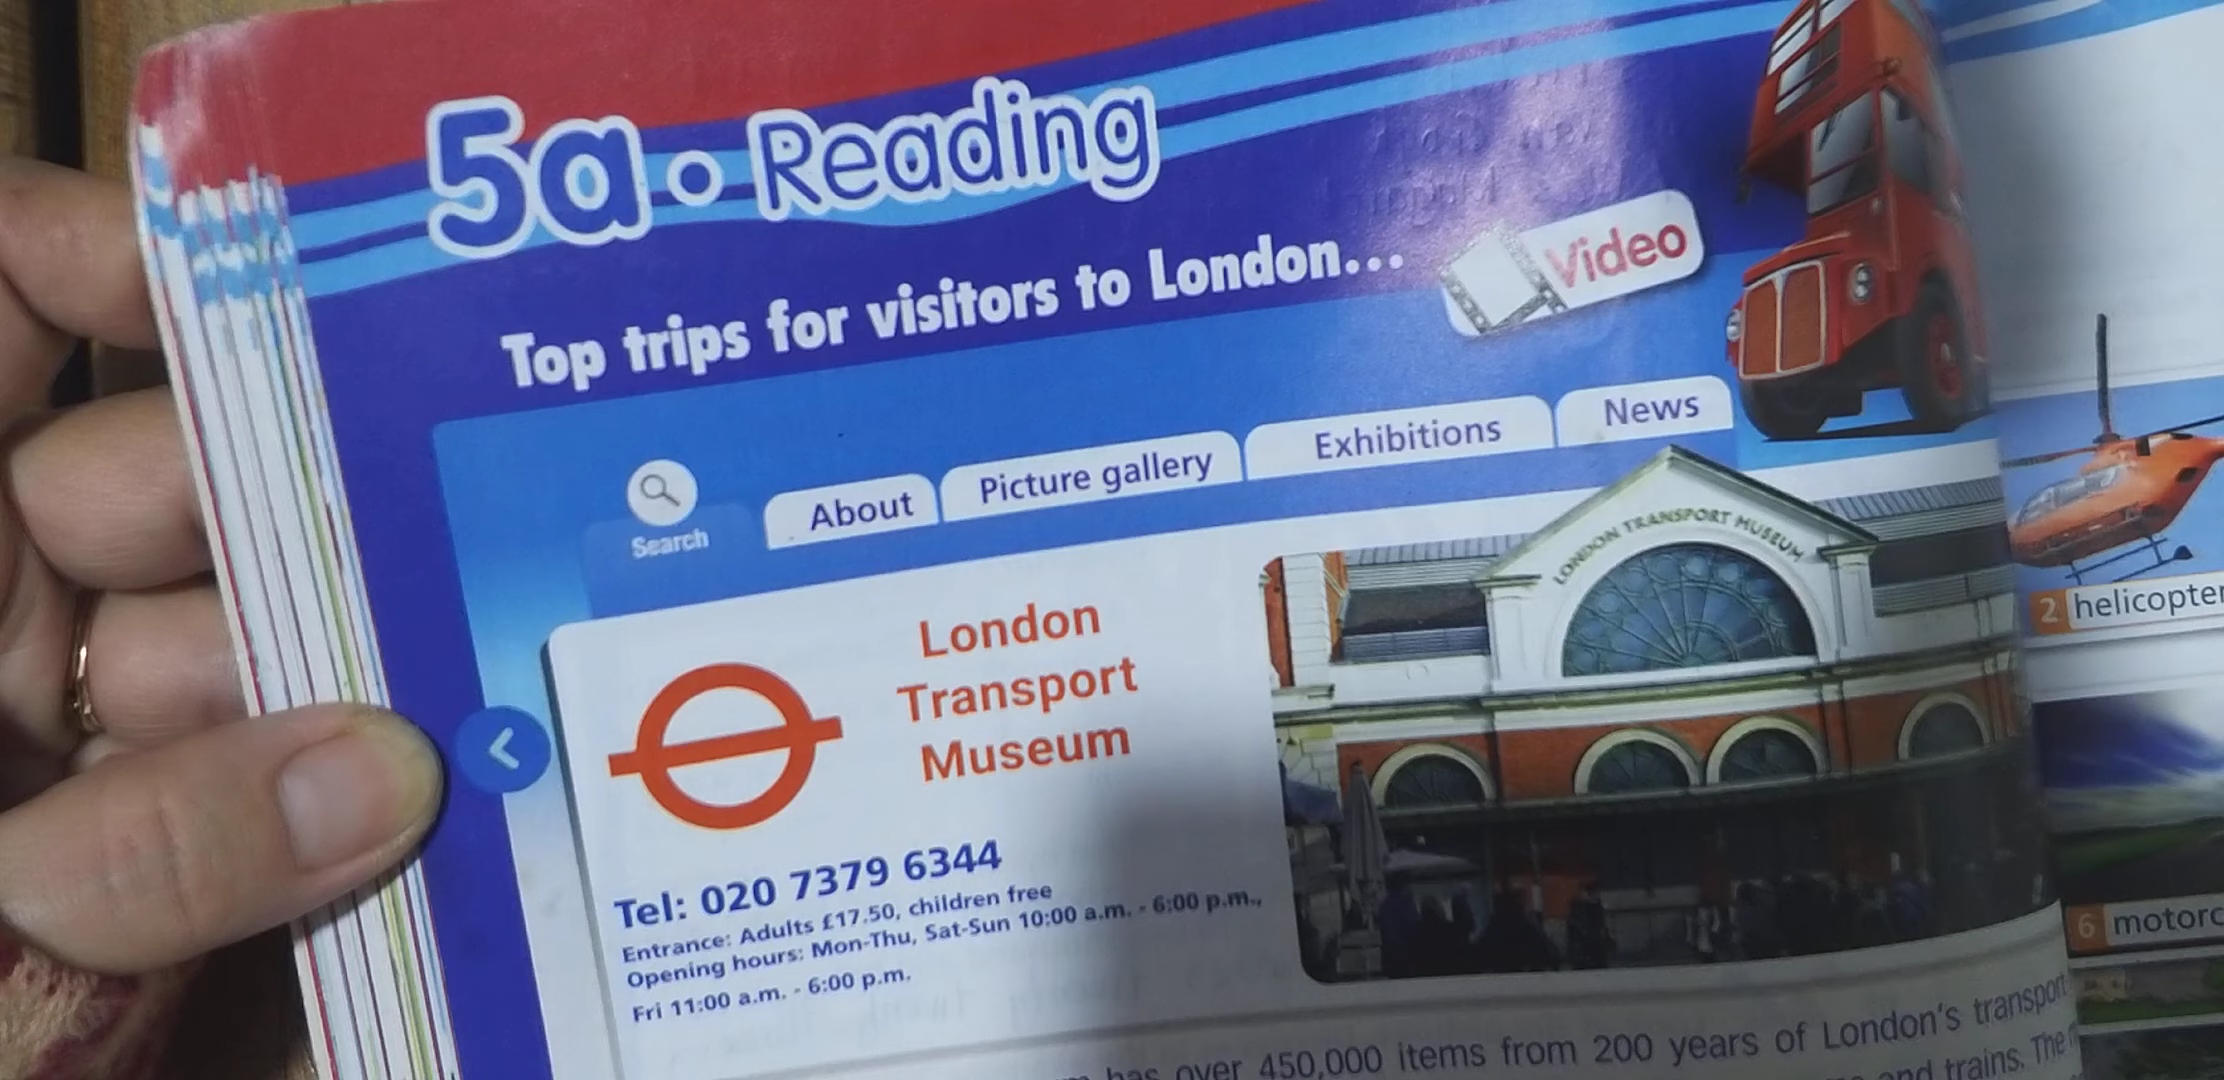 5a • Reading
Top trips for visitors to London...
Video
Search
About
Picture gallery
Exhibitions
News
London
Transport
Museum
LONDON TRANSPORT MUSEUM
Tel: 020 7379 6344
Entrance: Adults £17.50, children free
Opening hours: Mon-Thu, Sat-Sun 10:00 a.m. - 6:00 p.m.,
Fri 11:00 a.m. - 6:00 p.m.
has over 450,000 items from 200 years of London's transport
and trains. The
2 helicopter
6 motorc